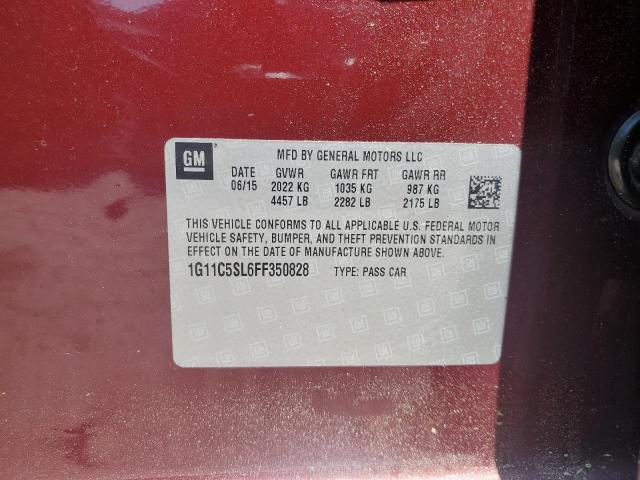 GM
MFD BY GENERAL MOTORS LLC
DATE GVWR GAWR FRT GAWR RR
06/15 2022 KG 1035 KG 987 KG
4457 LB 2282 LB 2175 LB
THIS VEHICLE CONFORMS TO ALL APPLICABLE U.S. FEDERAL MOTOR
VEHICLE SAFETY, BUMPER, AND THEFT PREVENTION STANDARDS IN
EFFECT ON THE DATE OF MANUFACTURE SHOWN ABOVE.
1G11C5SL6FF350828 TYPE: PASS CAR